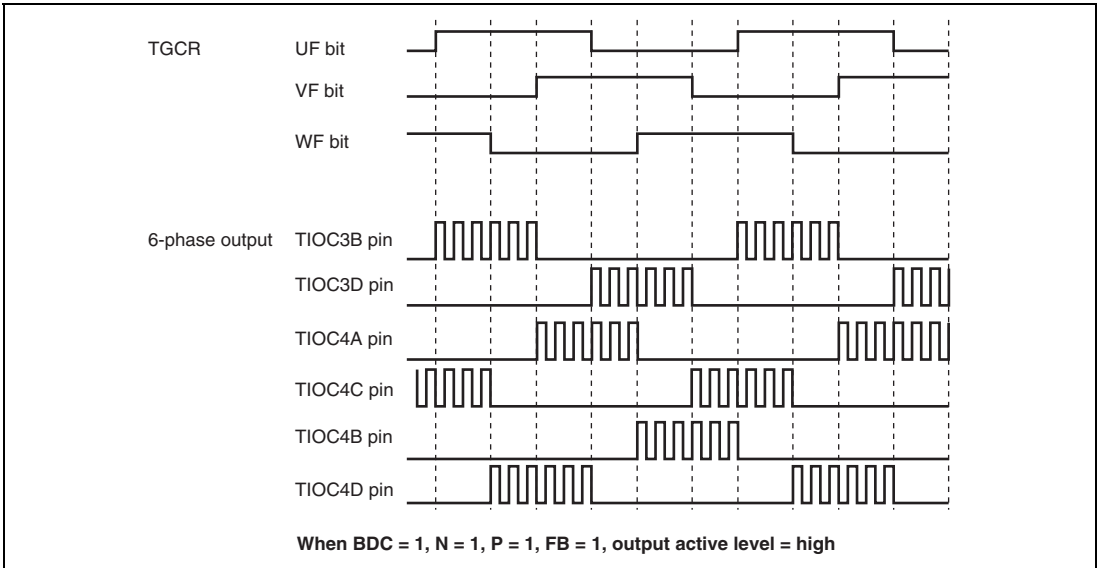 TGCR UF bit
VF bit
WF bit
6-phase output TIOC3B pin
TIOC3D pin
TIOC4A pin
TIOC4C pin
TIOC4B pin
TIOC4D pin
When BDC = 1, N = 1, P = 1, FB = 1, output active level = high